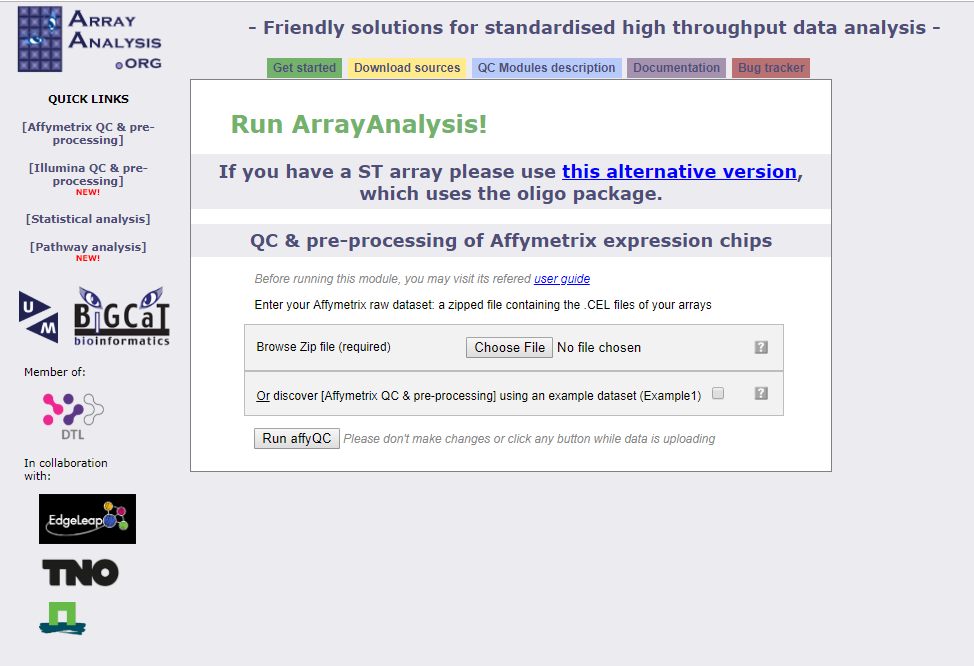 ARRAY
ANALYSIS
.ORG
- Friendly solutions for standardised high throughput data analysis -
Get started
Download sources
QC Modules description
Documentation
Bug tracker
QUICK LINKS
[Affymetrix QC & pre-
processing]
[Illumina QC & pre-
processing]
NEW!
[Statistical analysis]
[Pathway analysis]
NEW!
U
M
BiGCaT
bioinformatics
Member of:
DTL
In collaboration
with:
EdgeLeap
TNO
Run ArrayAnalysis!
If you have a ST array please use this alternative version,
which uses the oligo package.
QC & pre-processing of Affymetrix expression chips
Before running this module, you may visit its refered user guide
Enter your Affymetrix raw dataset: a zipped file containing the .CEL files of your arrays
Browse Zip file (required) Choose File No file chosen ?
Or discover [Affymetrix QC & pre-processing] using an example dataset (Example1) ?
Run affyQC Please don't make changes or click any button while data is uploading